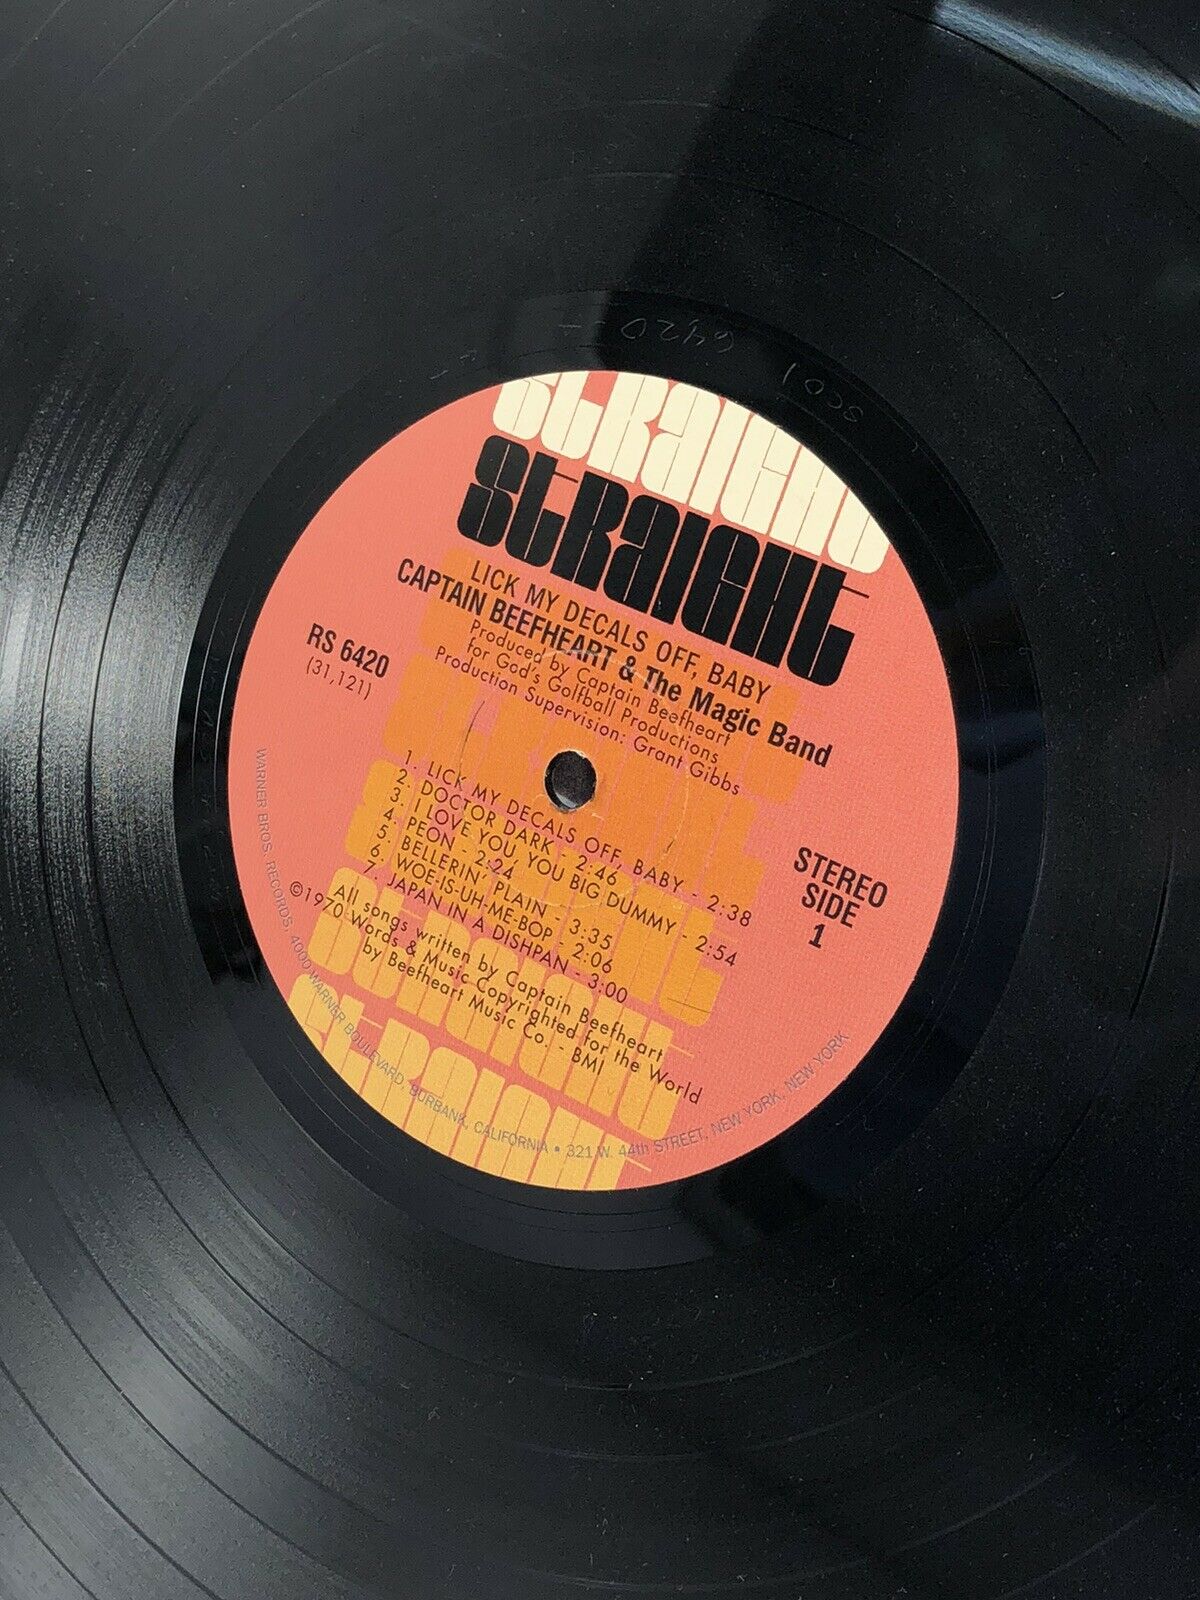 STRAIGHT
STRAIGHT
LICK MY DECALS OFF, BABY
CAPTAIN BEEFHEART & The Magic Band
Produced by Captain Beefheart
for God's Golfball Productions
Production Supervision: Grant Gibbs
RS 6420
(31,121)
STEREO
SIDE
1
1. LICK MY DECALS OFF, BABY - 2:38
2. DOCTOR DARK - 2:46
3. I LOVE YOU, YOU BIG DUMMY - 2:54
4. PEON - 2:24
5. BELLERIN' PLAIN - 3:35
6. WOE-IS-UH-ME-BOP - 2:06
7. JAPAN IN A DISHPAN - 3:00
All songs written by Captain Beefheart
©1970 Words & Music Copyrighted for the World
by Beefheart Music Co. - BMI
STRAIGHT
STRAIGHT
WARNER BROS. RECORDS, 4000 WARNER BOULEVARD, BURBANK, CALIFORNIA • 321 W. 44th STREET, NEW YORK, NEW YORK
6420